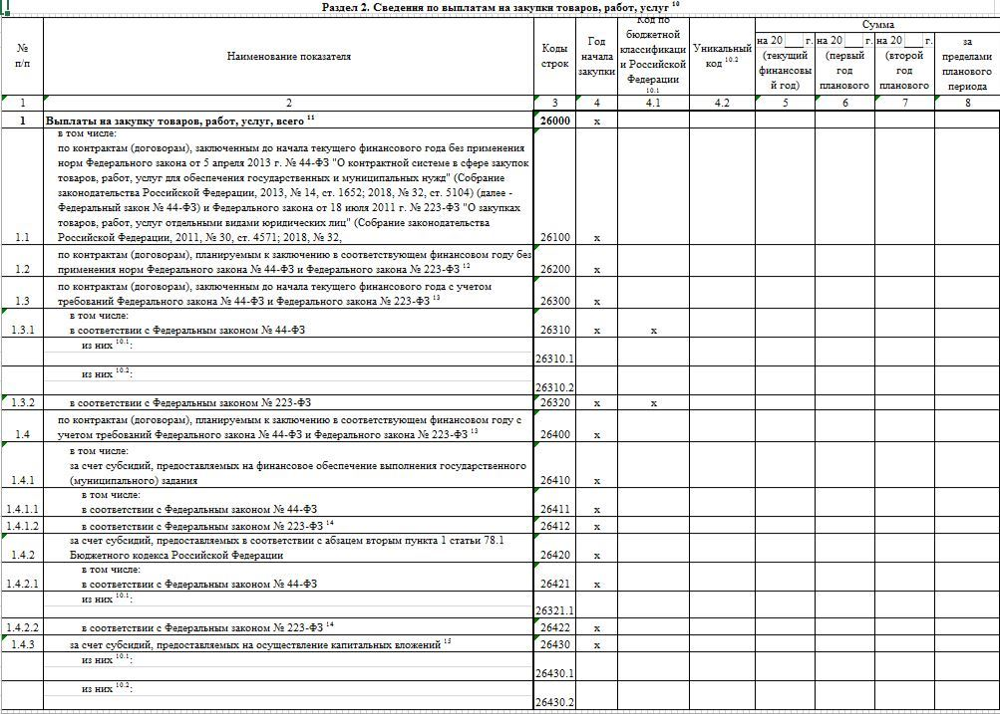 Раздел 2. Сведения по выплатам на закупки товаров, работ, услуг 10
№
п/п
Наименование показателя
Коды
строк
Год
начала
закупки
Код по
бюджетной
классификаци
и Российской
Федерации
10.1
Уникальный
код 10.2
Сумма
на 20 ___ г.
(текущий
финансовы
й год)
на 20 ___ г.
(первый
год
планового
на 20 ___ г.
(второй
год
планового
за
пределами
планового
периода
1 2 3 4 4.1 4.2 5 6 7 8
1 Выплаты на закупку товаров, работ, услуг, всего 11 26000 x
в том числе:
по контрактам (договорам), заключенным до начала текущего финансового года без применения
норм Федерального закона от 5 апреля 2013 г. № 44-ФЗ "О контрактной системе в сфере закупок
товаров, работ, услуг для обеспечения государственных и муниципальных нужд" (Собрание
законодательства Российской Федерации, 2013, № 14, ст. 1652; 2018, № 32, ст. 5104) (далее -
Федеральный закон № 44-ФЗ) и Федерального закона от 18 июля 2011 г. № 223-ФЗ "О закупках
товаров, работ, услуг отдельными видами юридических лиц" (Собрание законодательства
1.1 Российской Федерации, 2011, № 30, ст. 4571; 2018, № 32, 26100 x
по контрактам (договорам), планируемым к заключению в соответствующем финансовом году без
1.2 применения норм Федерального закона № 44-ФЗ и Федерального закона № 223-ФЗ 12 26200 x
по контрактам (договорам), заключенным до начала текущего финансового года с учетом
1.3 требований Федерального закона № 44-ФЗ и Федерального закона № 223-ФЗ 13 26300 x
в том числе:
1.3.1 в соответствии с Федеральным законом № 44-ФЗ 26310 x x
из них 10.1:
26310.1
из них 10.2:
26310.2
1.3.2 в соответствии с Федеральным законом № 223-ФЗ 26320 x x
по контрактам (договорам), планируемым к заключению в соответствующем финансовом году с
1.4 учетом требований Федерального закона № 44-ФЗ и Федерального закона № 223-ФЗ 13 26400 x
в том числе:
за счет субсидий, предоставляемых на финансовое обеспечение выполнения государственного
1.4.1 (муниципального) задания 26410 x
в том числе:
1.4.1.1 в соответствии с Федеральным законом № 44-ФЗ 26411 x
1.4.1.2 в соответствии с Федеральным законом № 223-ФЗ 14 26412 x
за счет субсидий, предоставляемых в соответствии с абзацем вторым пункта 1 статьи 78.1
1.4.2 Бюджетного кодекса Российской Федерации 26420 x
в том числе:
1.4.2.1 в соответствии с Федеральным законом № 44-ФЗ 26421 x
из них 10.1:
26321.1
1.4.2.2 в соответствии с Федеральным законом № 223-ФЗ 14 26422 x
1.4.3 за счет субсидий, предоставляемых на осуществление капитальных вложений 15 26430 x
из них 10.1:
26430.1
из них 10.2:
26430.2